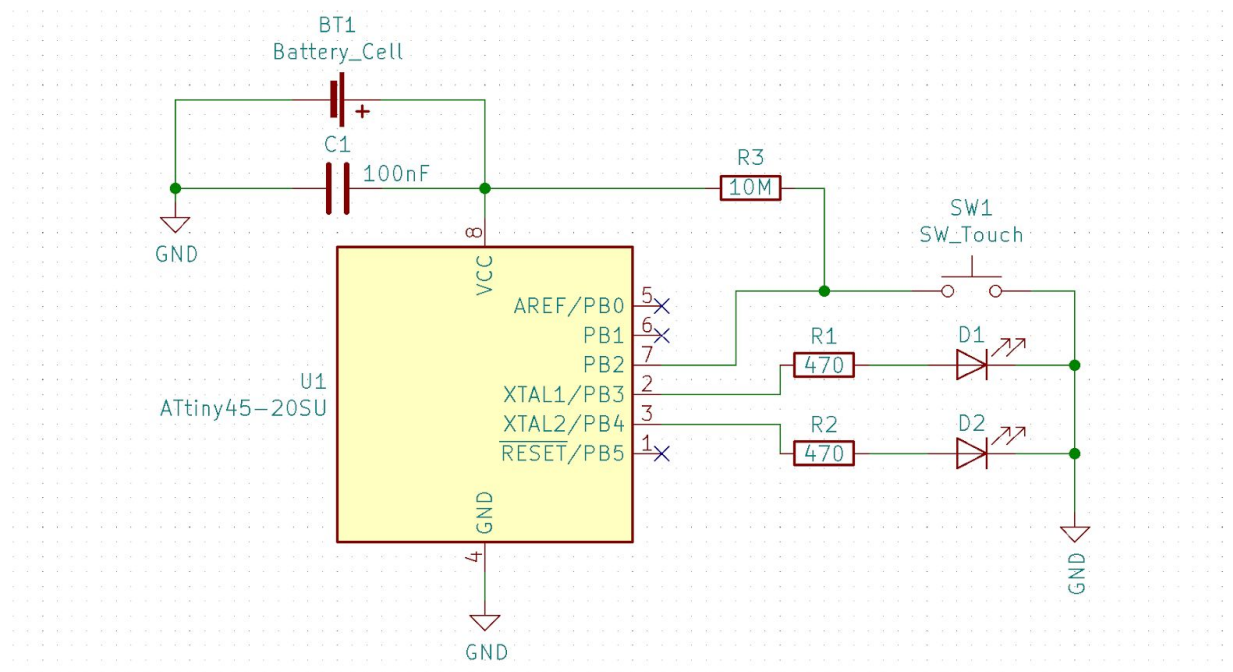 BT1
Battery_Cell
+
C1
100nF
GND
R3
10M
SW1
SW_Touch
8
VCC
AREF/PB0
5
PB1
6
PB2
7
XTAL1/PB3
2
XTAL2/PB4
3
RESET/PB5
1
U1
ATtiny45-20SU
GND
4
GND
R1
470
D1
R2
470
D2
GND